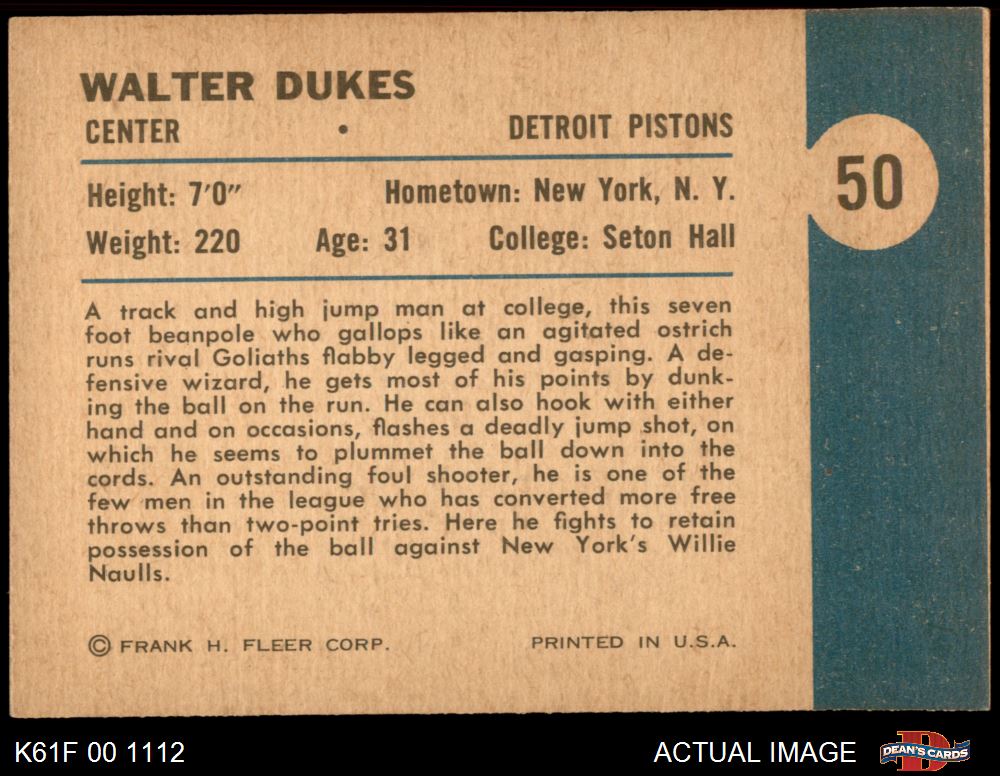 WALTER DUKES
CENTER • DETROIT PISTONS
50
Height: 7'0" Hometown: New York, N. Y.
Weight: 220 Age: 31 College: Seton Hall
A track and high jump man at college, this seven
foot beanpole who gallops like an agitated ostrich
runs rival Goliaths flabby legged and gasping. A de-
fensive wizard, he gets most of his points by dunk-
ing the ball on the run. He can also hook with either
hand and on occasions, flashes a deadly jump shot, on
which he seems to plummet the ball down into the
cords. An outstanding foul shooter, he is one of the
few men in the league who has converted more free
throws than two-point tries. Here he fights to retain
possession of the ball against New York's Willie
Naulls.
© FRANK H. FLEER CORP. PRINTED IN U.S.A.
K61F 00 1112 ACTUAL IMAGE D DEAN'S CARDS